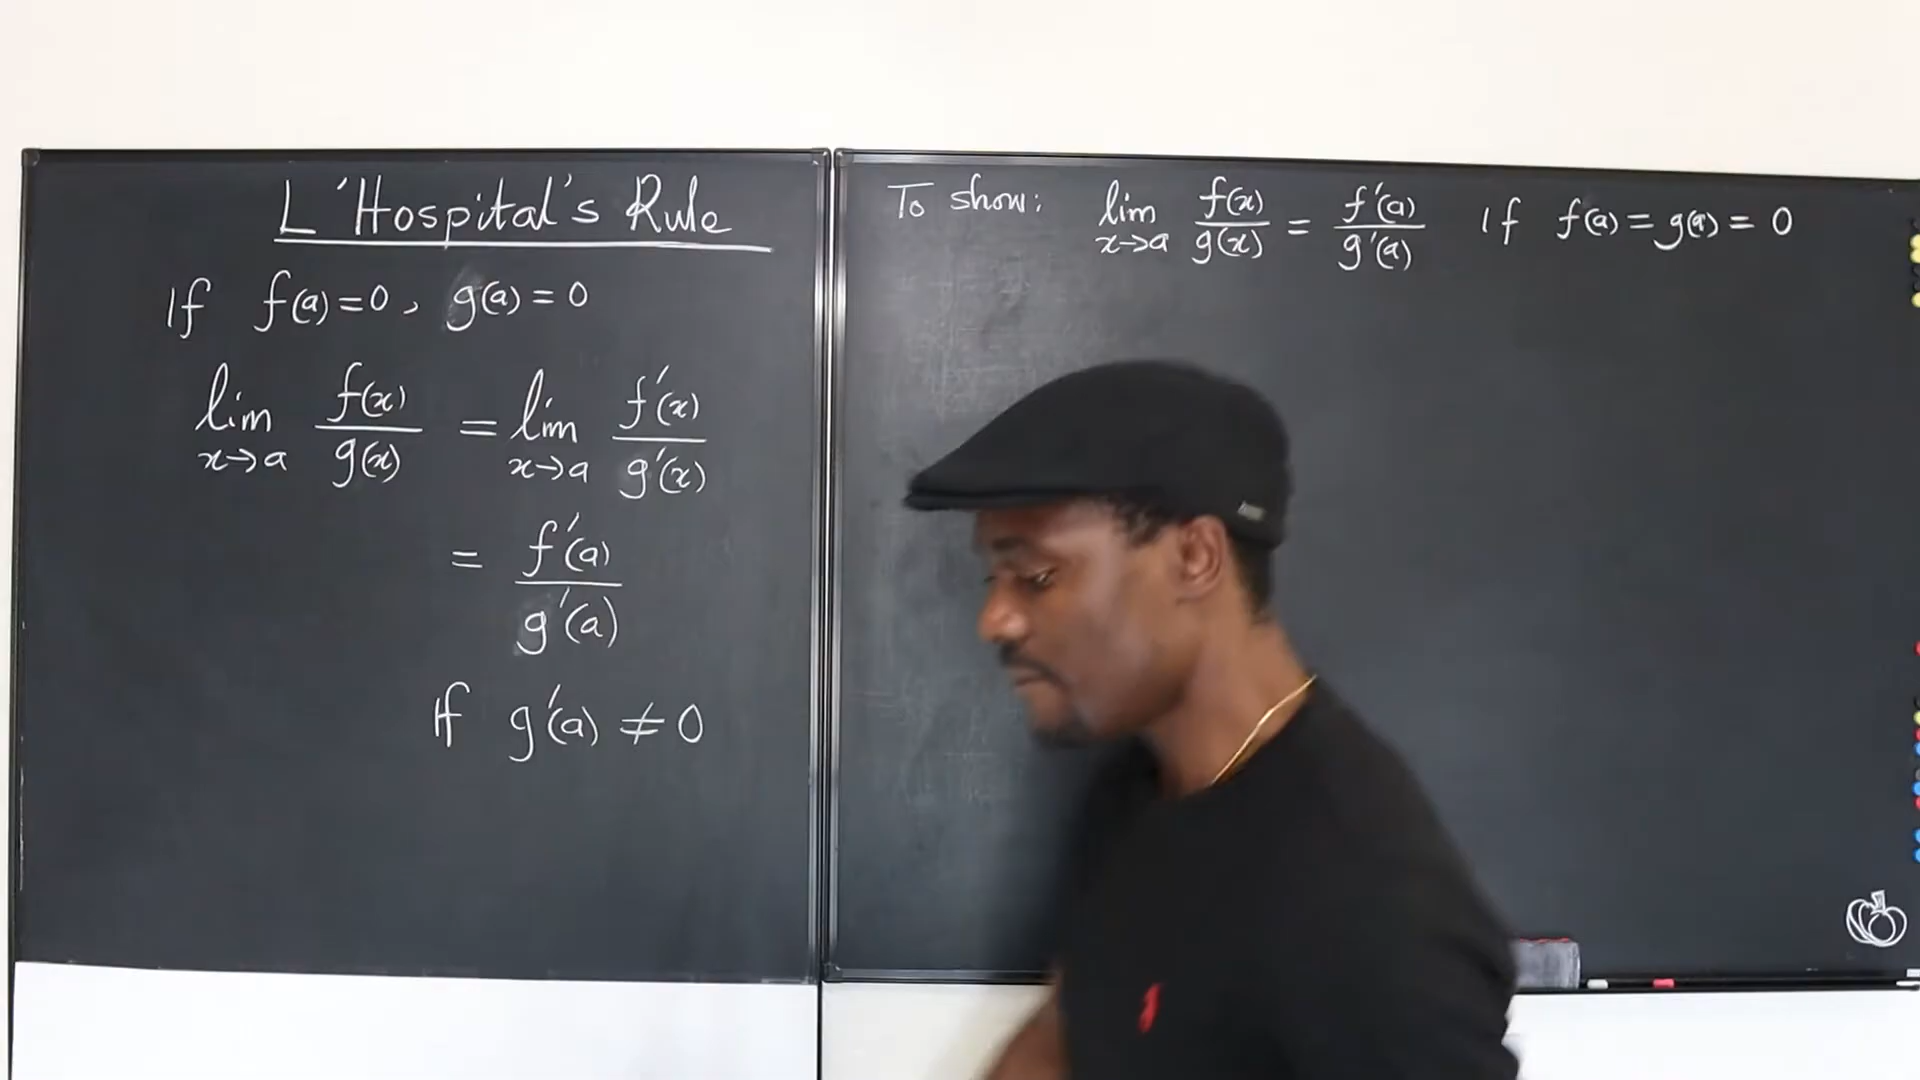 L'Hospital's Rule
If f(a)=0, g(a)=0
lim x→a f(x)/g(x) = lim x→a f'(x)/g'(x)
= f'(a)/g'(a)
If g'(a) ≠ 0
To show: lim x→a f(x)/g(x) = f'(a)/g'(a) If f(a) = g(a) = 0